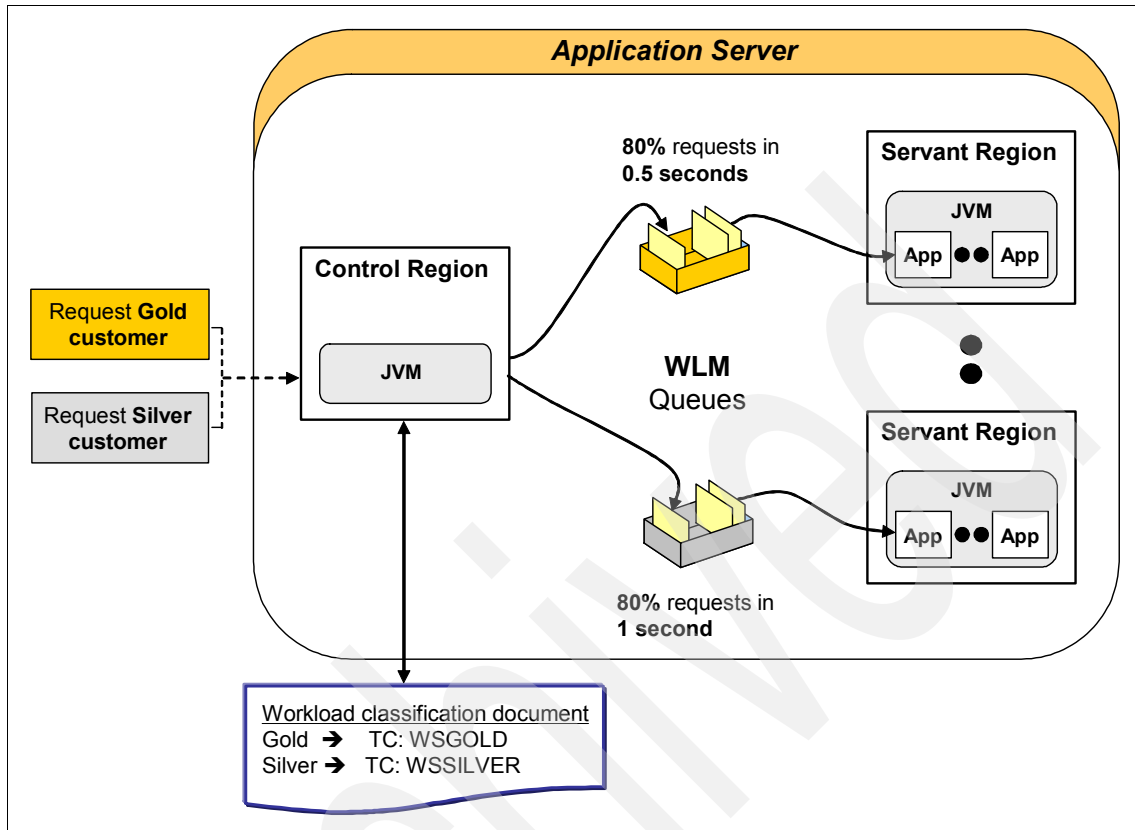 Application Server
80% requests in
0.5 seconds
Servant Region
JVM
App
App
Control Region
JVM
Request Gold
customer
Request Silver
customer
WLM
Queues
Servant Region
JVM
App
App
80% requests in
1 second
Workload classification document
Gold ➔ TC: WSGOLD
Silver ➔ TC: WSSILVER